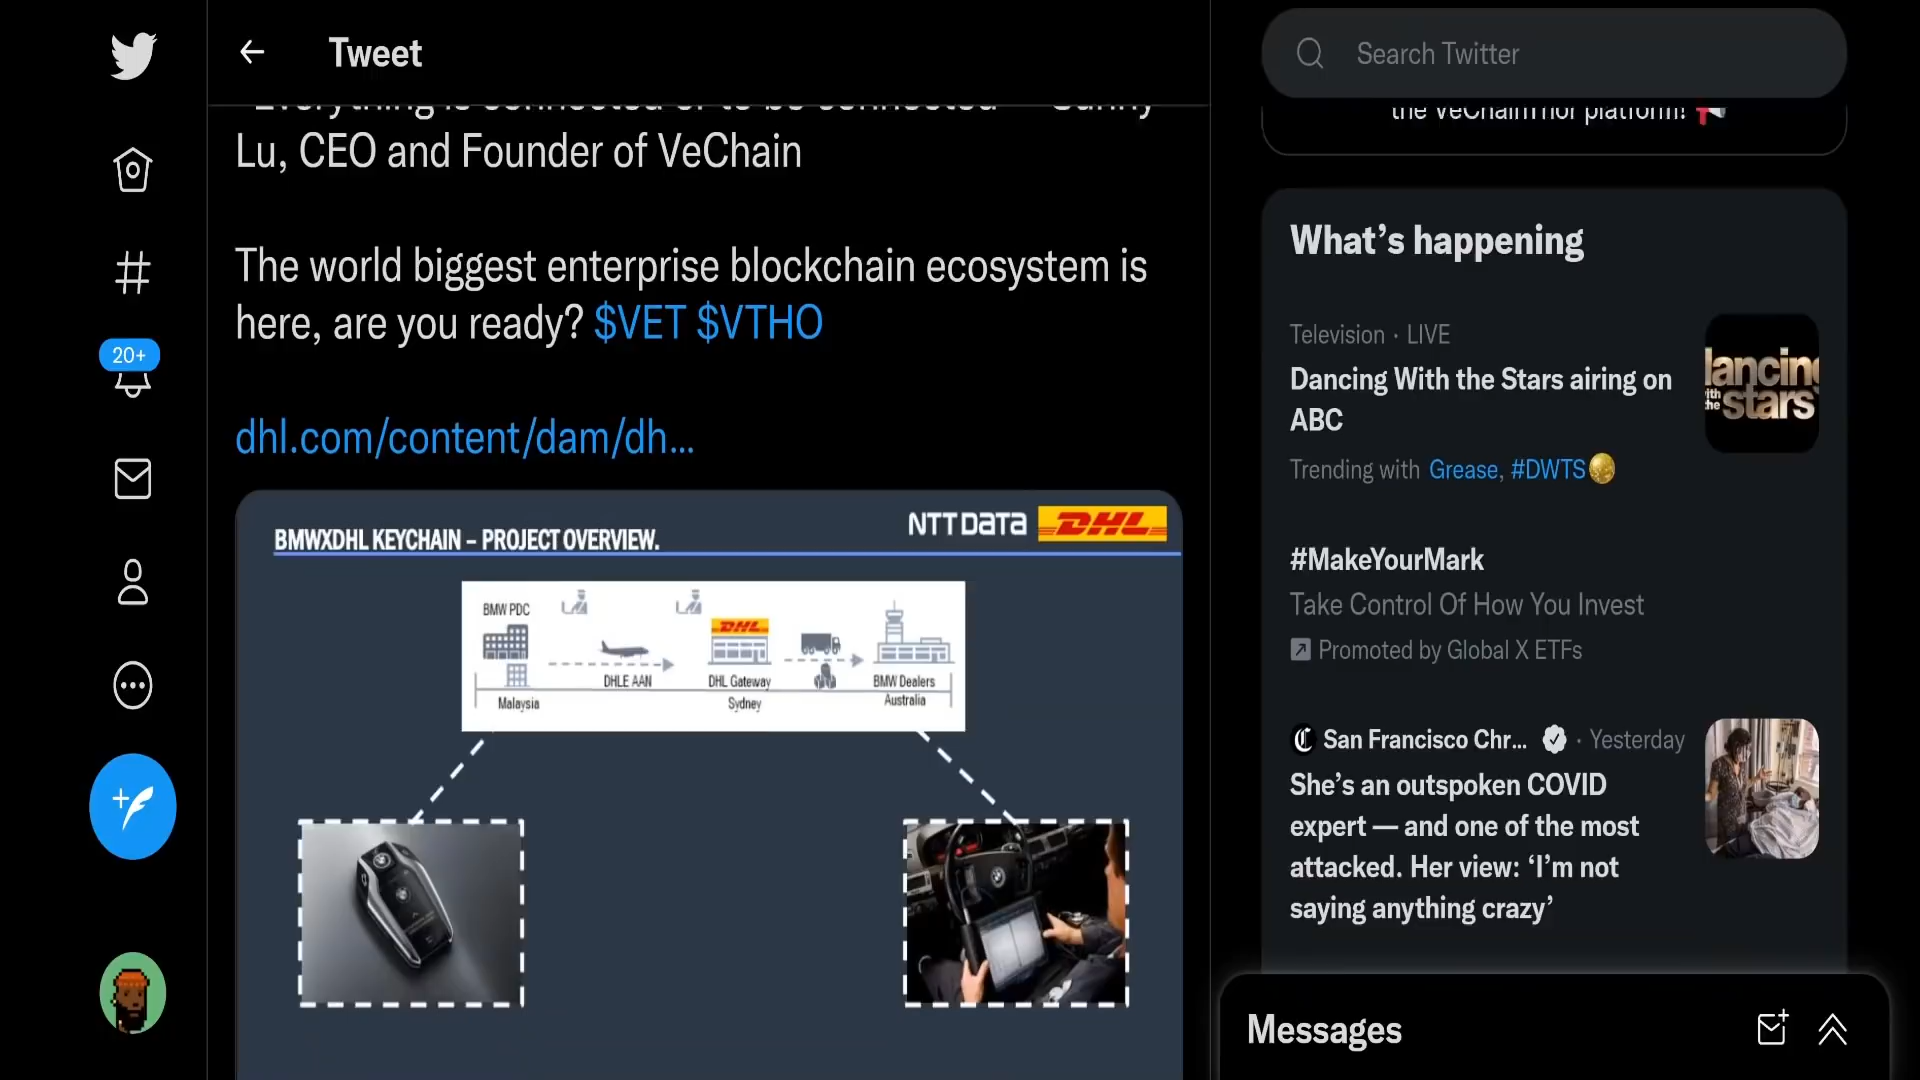 Tweet
Lu, CEO and Founder of VeChain
The world biggest enterprise blockchain ecosystem is
here, are you ready? $VET $VTHO
dhl.com/content/dam/dh...
20+
BMWXDHL KEYCHAIN – PROJECT OVERVIEW.
NTT DATA
DHL
BMW PDC
DHL
DHLE AAN
DHL Gateway
BMW Dealers
Malaysia
Sydney
Australia
Search Twitter
the VeChainThor platform!
What's happening
Television · LIVE
Dancing With the Stars airing on
ABC
Trending with Grease, #DWTS
lancing
with
the
stars
#MakeYourMark
Take Control Of How You Invest
Promoted by Global X ETFs
San Francisco Chr... · Yesterday
She's an outspoken COVID
expert — and one of the most
attacked. Her view: 'I'm not
saying anything crazy'
Messages